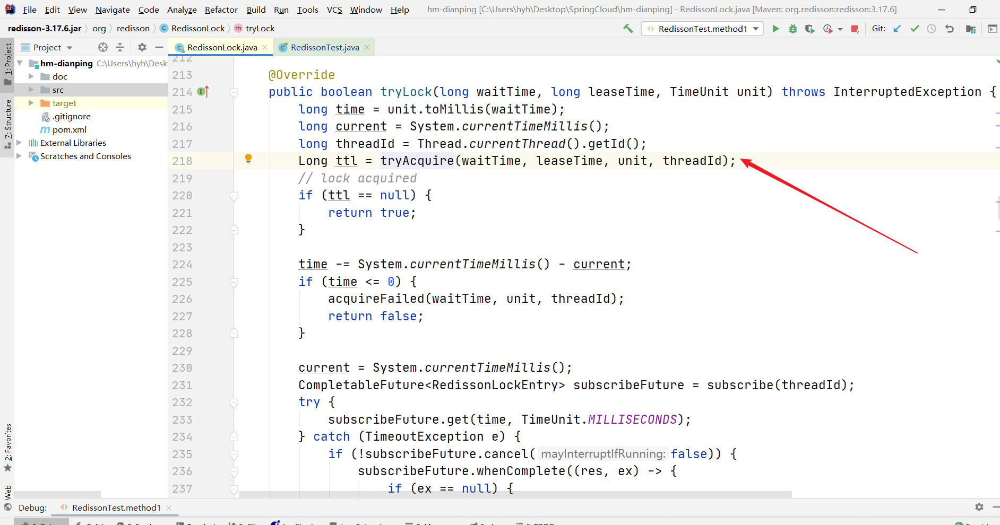 File Edit View Navigate Code Analyze Refactor Build Run Tools VCS Window Help hm-dianping [C:\Users\hyh\Desktop\SpringCloud\hm-dianping] - RedissonLock.java [Maven: org.redisson:redisson:3.17.6]
redisson-3.17.6.jar org redisson RedissonLock tryLock RedissonTest.method1 Git:
Project RedissonLock.java RedissonTest.java
1: Project
7: Structure
2: Favorites
Web
hm-dianping C:\Users\hyh\Desk
doc
src
target
.gitignore
pom.xml
External Libraries
Scratches and Consoles
212
213 @Override
214 public boolean tryLock(long waitTime, long leaseTime, TimeUnit unit) throws InterruptedException {
215 long time = unit.toMillis(waitTime);
216 long current = System.currentTimeMillis();
217 long threadId = Thread.currentThread().getId();
218 Long ttl = tryAcquire(waitTime, leaseTime, unit, threadId);
219 // lock acquired
220 if (ttl == null) {
221 return true;
222 }
223
224 time -= System.currentTimeMillis() - current;
225 if (time <= 0) {
226 acquireFailed(waitTime, unit, threadId);
227 return false;
228 }
229
230 current = System.currentTimeMillis();
231 CompletableFuture<RedissonLockEntry> subscribeFuture = subscribe(threadId);
232 try {
233 subscribeFuture.get(time, TimeUnit.MILLISECONDS);
234 } catch (TimeoutException e) {
235 if (!subscribeFuture.cancel( mayInterruptIfRunning: false)) {
236 subscribeFuture.whenComplete((res, ex) -> {
237 if (ex == null) {
Debug: RedissonTest.method1